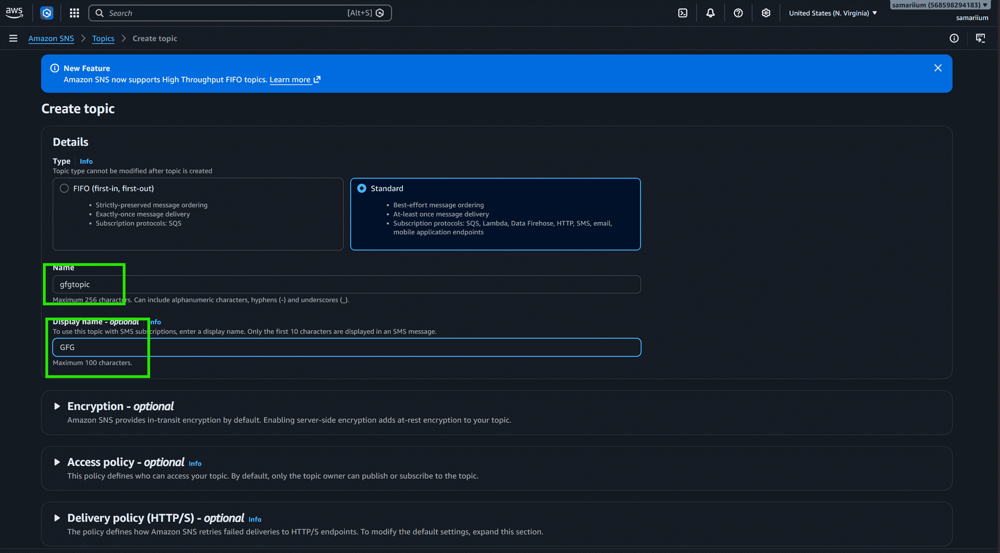 aws
Search
[Alt+S]
United States (N. Virginia)
samariium (568598294183)
samariium
Amazon SNS
Topics
Create topic
New Feature
Amazon SNS now supports High Throughput FIFO topics. Learn more
Create topic
Details
Type
Info
Topic type cannot be modified after topic is created
FIFO (first-in, first-out)
• Strictly-preserved message ordering
• Exactly-once message delivery
• Subscription protocols: SQS
Standard
• Best-effort message ordering
• At-least once message delivery
• Subscription protocols: SQS, Lambda, Data Firehose, HTTP, SMS, email,
mobile application endpoints
Name
gfgtopic
Maximum 256 characters. Can include alphanumeric characters, hyphens (-) and underscores (_).
Display name - optional
Info
To use this topic with SMS subscriptions, enter a display name. Only the first 10 characters are displayed in an SMS message.
GFG
Maximum 100 characters.
Encryption - optional
Amazon SNS provides in-transit encryption by default. Enabling server-side encryption adds at-rest encryption to your topic.
Access policy - optional Info
This policy defines who can access your topic. By default, only the topic owner can publish or subscribe to the topic.
Delivery policy (HTTP/S) - optional Info
The policy defines how Amazon SNS retries failed deliveries to HTTP/S endpoints. To modify the default settings, expand this section.